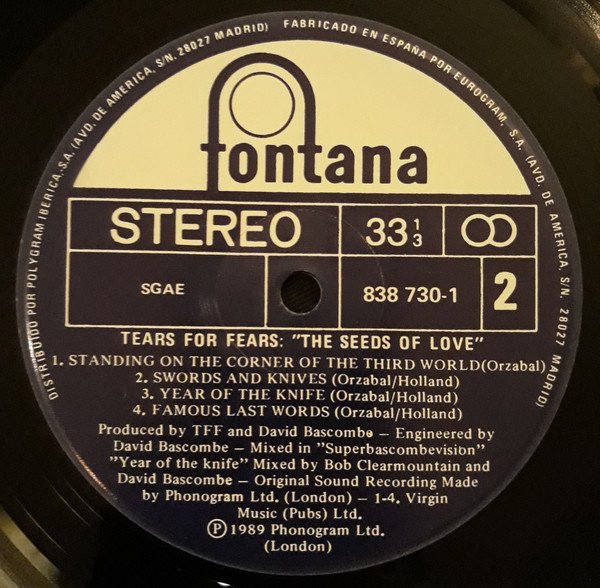 DISTRIBUIDO POR POLYGRAM IBERICA, S.A. (AVD. DE AMERICA, S/N. 28027 MADRID) FABRICADO EN ESPAÑA POR EUROGRAM, S.A. (AVD. DE AMERICA, S/N. 28027 MADRID)
fontana
STEREO 33 1/3
SGAE 838 730-1 2
TEARS FOR FEARS: "THE SEEDS OF LOVE"
1. STANDING ON THE CORNER OF THE THIRD WORLD(Orzabal)
2. SWORDS AND KNIVES (Orzabal/Holland)
3. YEAR OF THE KNIFE (Orzabal/Holland)
4. FAMOUS LAST WORDS (Orzabal/Holland)
Produced by TFF and David Bascombe – Engineered by
David Bascombe – Mixed in "Superbascombevision"
"Year of the knife" Mixed by Bob Clearmountain and
David Bascombe – Original Sound Recording Made
by Phonogram Ltd. (London) – 1-4. Virgin
Music (Pubs) Ltd.
Ⓟ 1989 Phonogram Ltd.
(London)